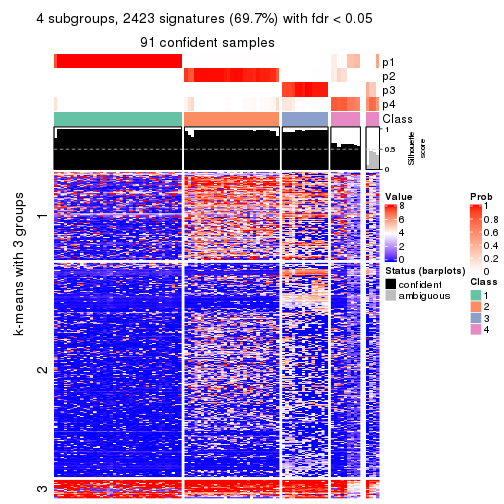 4 subgroups, 2423 signatures (69.7%) with fdr < 0.05
91 confident samples
p1
p2
p3
p4
Class
1
0.5
0
Silhouette
score
k-means with 3 groups
1
2
3
Value
8
6
4
2
0
Prob
1
0.8
0.6
0.4
0.2
0
Status (barplots)
confident
ambiguous
Class
1
2
3
4